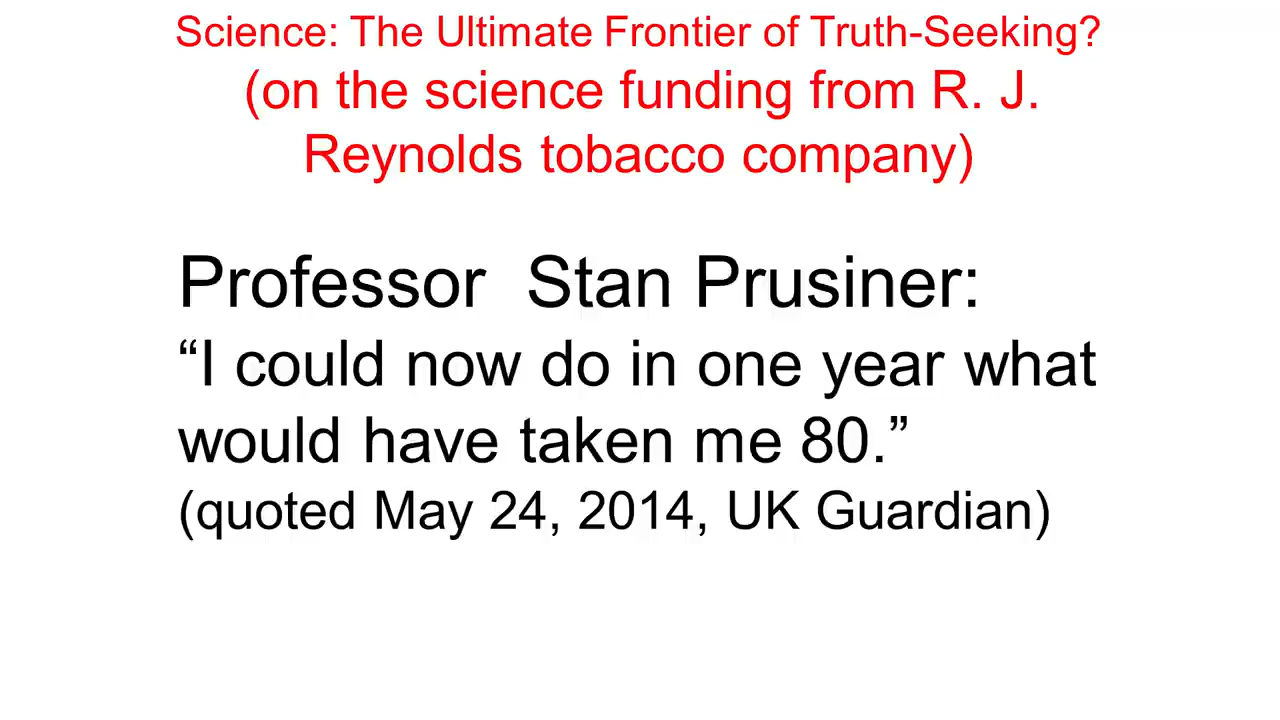 Science: The Ultimate Frontier of Truth-Seeking?
(on the science funding from R. J.
Reynolds tobacco company)
Professor  Stan Prusiner:
“I could now do in one year what
would have taken me 80.”
(quoted May 24, 2014, UK Guardian)